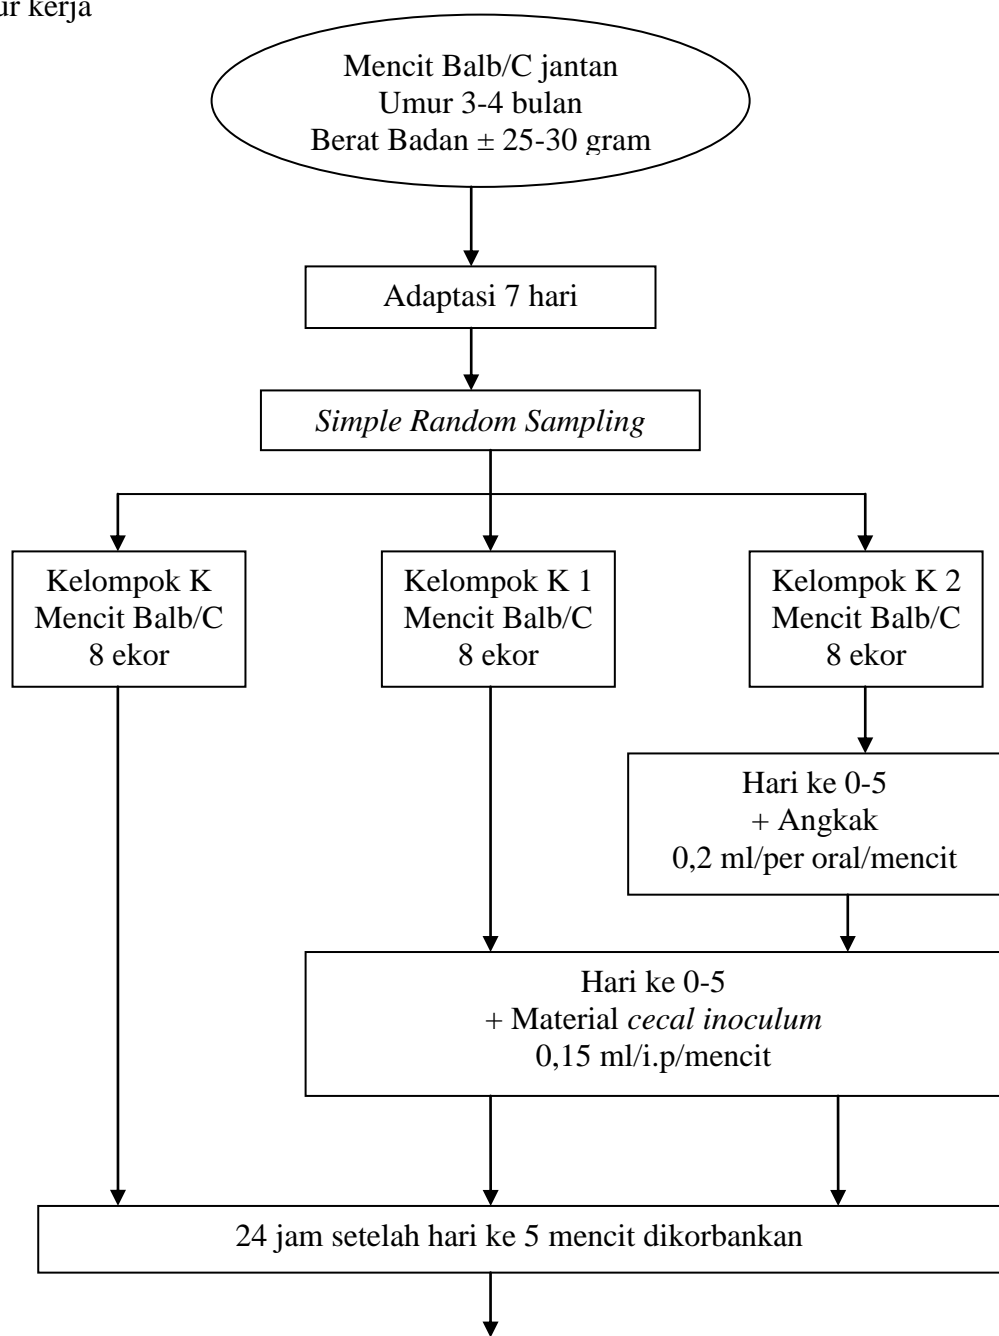 kerja
Mencit Balb/C jantan
Umur 3-4 bulan
Berat Badan ± 25-30 gram
Adaptasi 7 hari
Simple Random Sampling
Kelompok K
Mencit Balb/C
8 ekor
Kelompok K 1
Mencit Balb/C
8 ekor
Kelompok K 2
Mencit Balb/C
8 ekor
Hari ke 0-5
+ Angkak
0,2 ml/per oral/mencit
Hari ke 0-5
+ Material cecal inoculum
0,15 ml/i.p/mencit
24 jam setelah hari ke 5 mencit dikorbankan